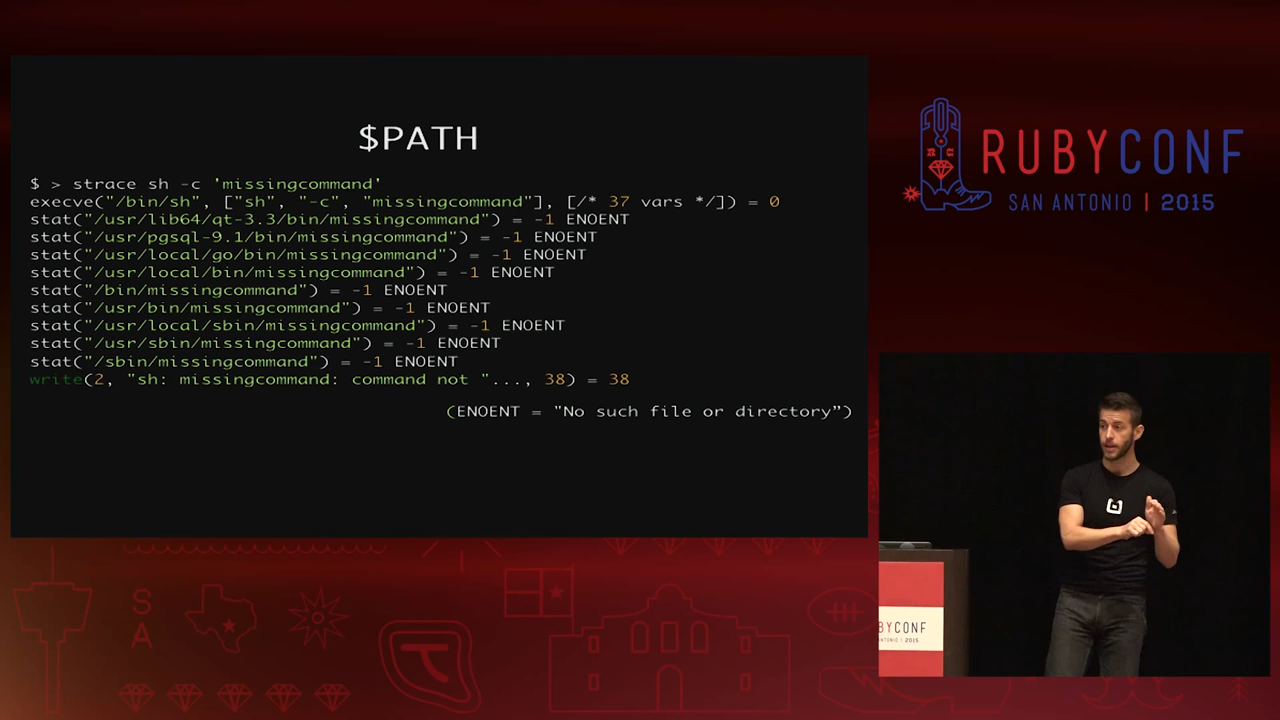 $PATH
$ > strace sh -c 'missingcommand'
execve("/bin/sh", ["sh", "-c", "missingcommand"], [/* 37 vars */]) = 0
stat("/usr/lib64/qt-3.3/bin/missingcommand") = -1 ENOENT
stat("/usr/pgsql-9.1/bin/missingcommand") = -1 ENOENT
stat("/usr/local/go/bin/missingcommand") = -1 ENOENT
stat("/usr/local/bin/missingcommand") = -1 ENOENT
stat("/bin/missingcommand") = -1 ENOENT
stat("/usr/bin/missingcommand") = -1 ENOENT
stat("/usr/local/sbin/missingcommand") = -1 ENOENT
stat("/usr/sbin/missingcommand") = -1 ENOENT
stat("/sbin/missingcommand") = -1 ENOENT
write(2, "sh: missingcommand: command not "..., 38) = 38
(ENOENT = "No such file or directory”)
RUBYCONF
SAN ANTONIO | 2015
SA
BYCONF
ANTONIO | 2015